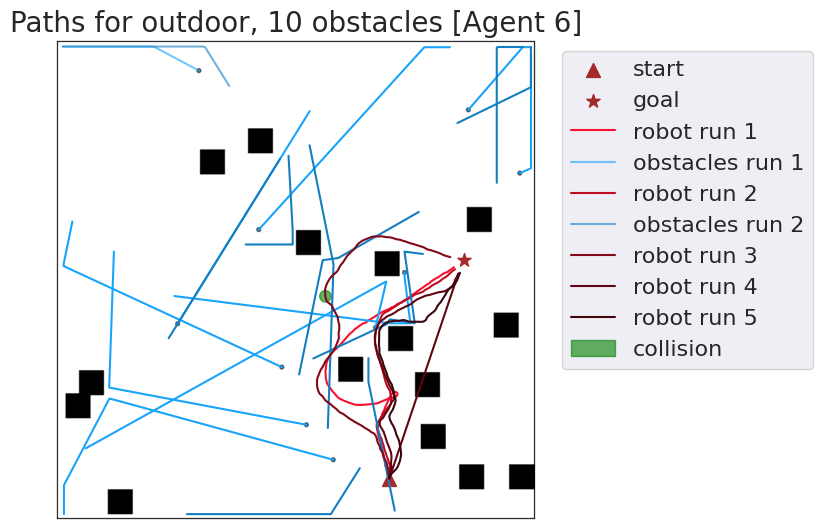 Paths for outdoor, 10 obstacles [Agent 6]
start
goal
robot run 1
obstacles run 1
robot run 2
obstacles run 2
robot run 3
robot run 4
robot run 5
collision